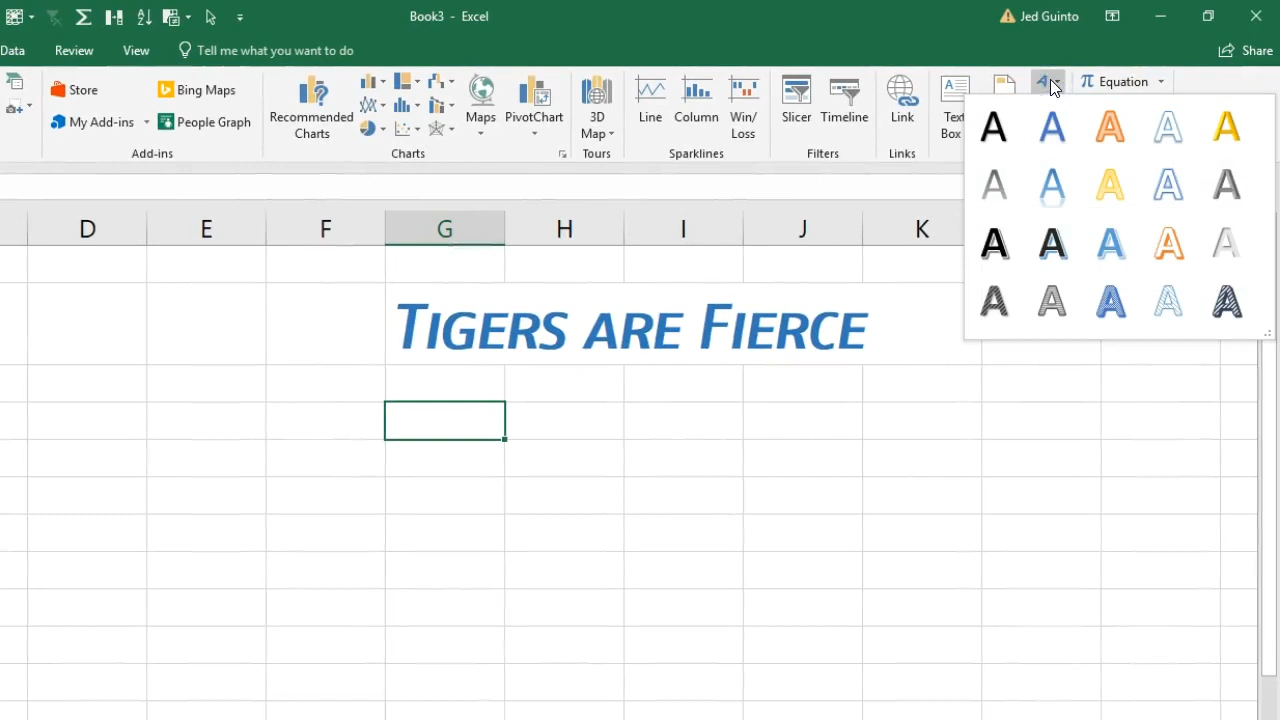 Book3 - Excel
Jed Guinto
Data Review View Tell me what you want to do
Share
Store
Bing Maps
My Add-ins
People Graph
Add-ins
Recommended
Charts
Maps
PivotChart
Charts
3D
Map
Tours
Line
Column
Win/
Loss
Sparklines
Slicer
Timeline
Filters
Link
Links
Text
Box
π Equation
A A A A A
A A A A A
A A A A A
A A A A A
D E F G H I J K
Tigers are Fierce